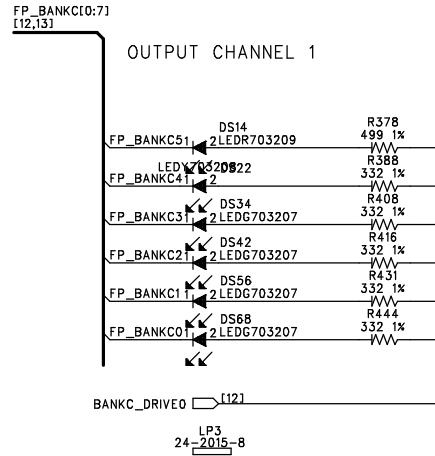 FP_BANKC[0:7]
[12,13]
OUTPUT CHANNEL 1
DS14
R378
499 1%
FP_BANKC5 1 2 LEDR703209
LEDY703208 DS22
R388
332 1%
FP_BANKC4 1 2
DS34
R408
332 1%
FP_BANKC3 1 2 LEDG703207
DS42
R416
332 1%
FP_BANKC2 1 2 LEDG703207
DS56
R431
332 1%
FP_BANKC1 1 2 LEDG703207
DS68
R444
332 1%
FP_BANKC0 1 2 LEDG703207
BANKC_DRIVE0 [12]
LP3
24-2015-8